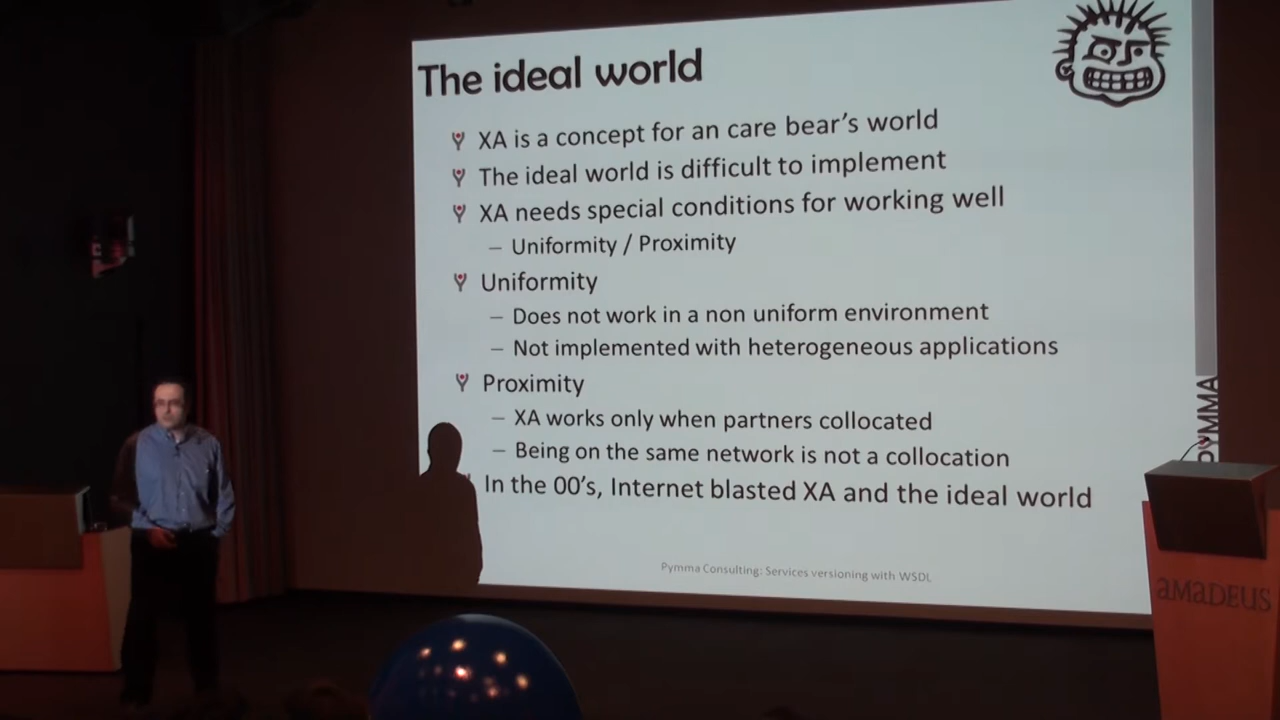 The ideal world
XA is a concept for an care bear's world
The ideal world is difficult to implement
XA needs special conditions for working well
– Uniformity / Proximity
Uniformity
– Does not work in a non uniform environment
– Not implemented with heterogeneous applications
Proximity
– XA works only when partners collocated
– Being on the same network is not a collocation
In the 00's, Internet blasted XA and the ideal world
Pymma Consulting: Services versioning with WSDL
PYMMA
amadeus